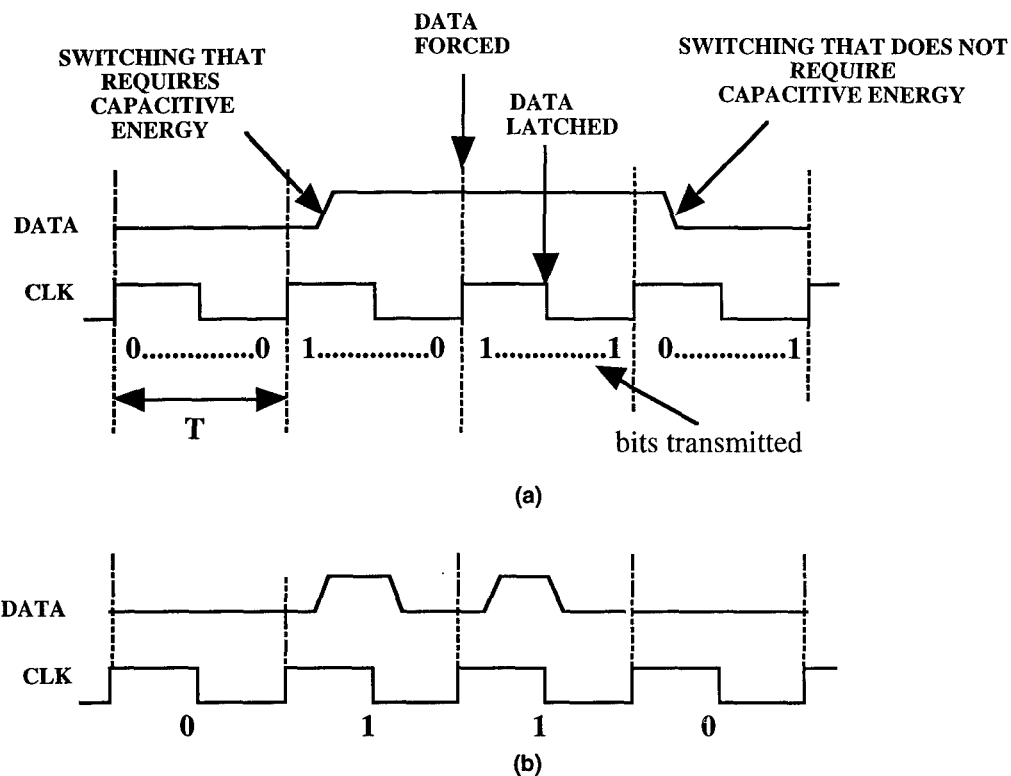 DATA
FORCED
SWITCHING THAT
REQUIRES
CAPACITIVE
ENERGY
SWITCHING THAT DOES NOT
REQUIRE
CAPACITIVE ENERGY
DATA
LATCHED
DATA
CLK
0...............0 1...............0 1...............1 0...............1
T
bits transmitted
(a)
DATA
CLK
0 1 1 0
(b)